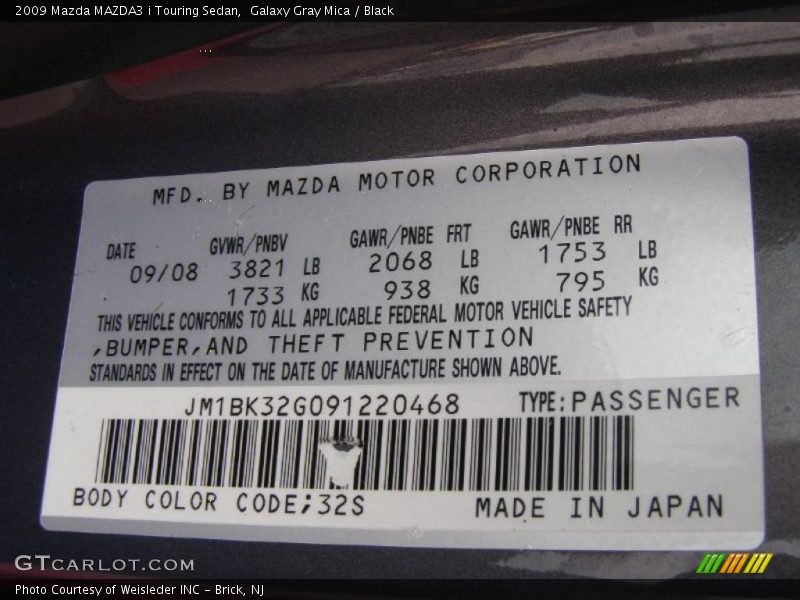 2009 Mazda MAZDA3 i Touring Sedan,  Galaxy Gray Mica / Black
MFD. BY MAZDA MOTOR CORPORATION
DATE GVWR/PNBV GAWR/PNBE FRT GAWR/PNBE RR
09/08 3821 LB 2068 LB 1753 LB
1733 KG 938 KG 795 KG
THIS VEHICLE CONFORMS TO ALL APPLICABLE FEDERAL MOTOR VEHICLE SAFETY
,BUMPER,AND THEFT PREVENTION
STANDARDS IN EFFECT ON THE DATE OF MANUFACTURE SHOWN ABOVE.
JM1BK32G091220468 TYPE:PASSENGER
BODY COLOR CODE;32S MADE IN JAPAN
GTCARLOT.COM
Photo Courtesy of Weisleder INC - Brick, NJ